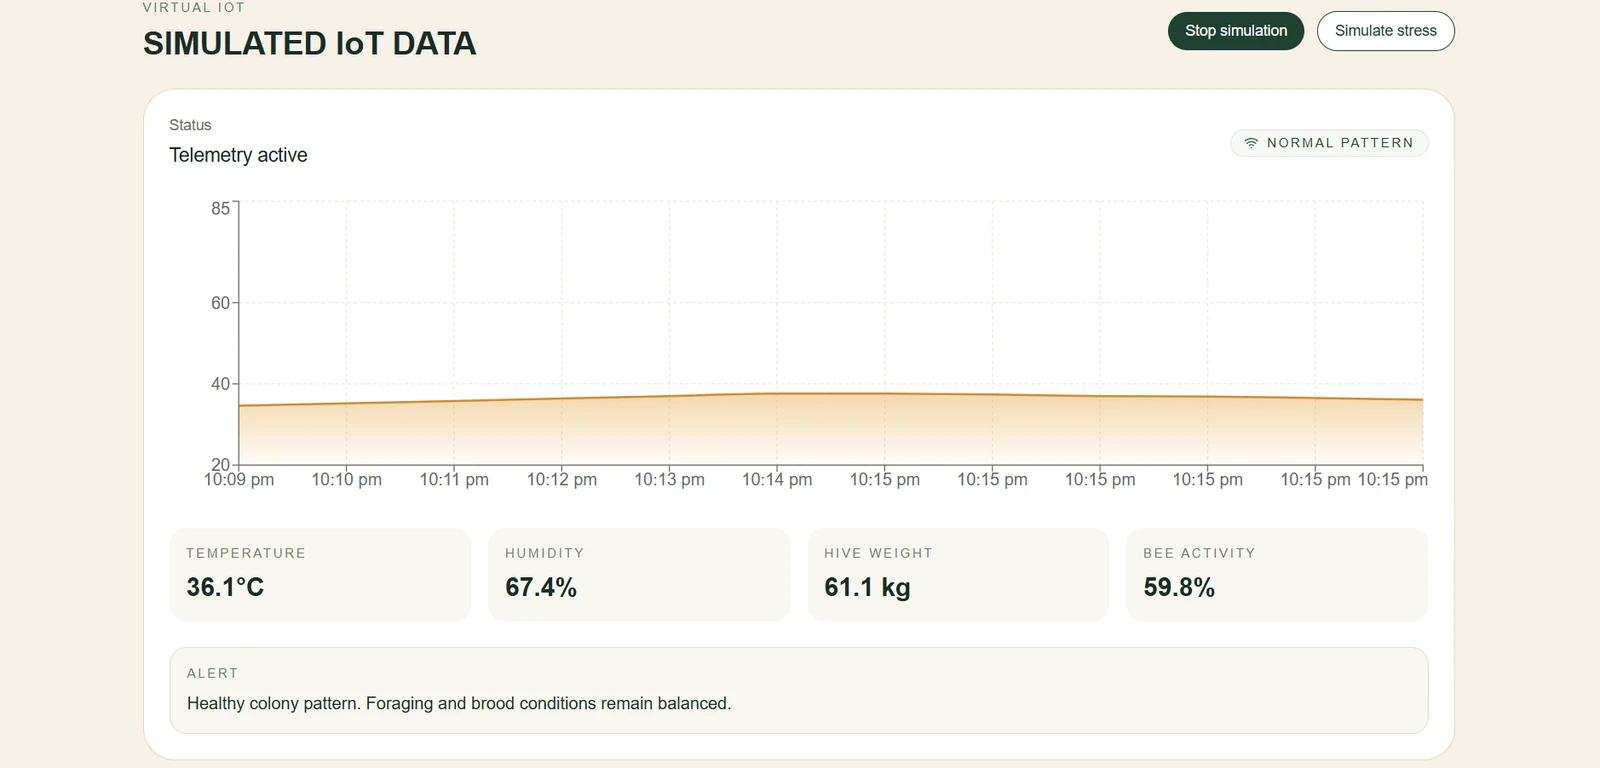 VIRTUAL IOT
SIMULATED IoT DATA
Stop simulation
Simulate stress
Status
Telemetry active
NORMAL PATTERN
85
60
40
20
10:09 pm 10:10 pm 10:11 pm 10:12 pm 10:13 pm 10:14 pm 10:15 pm 10:15 pm 10:15 pm 10:15 pm 10:15 pm 10:15 pm
TEMPERATURE
36.1°C
HUMIDITY
67.4%
HIVE WEIGHT
61.1 kg
BEE ACTIVITY
59.8%
ALERT
Healthy colony pattern. Foraging and brood conditions remain balanced.